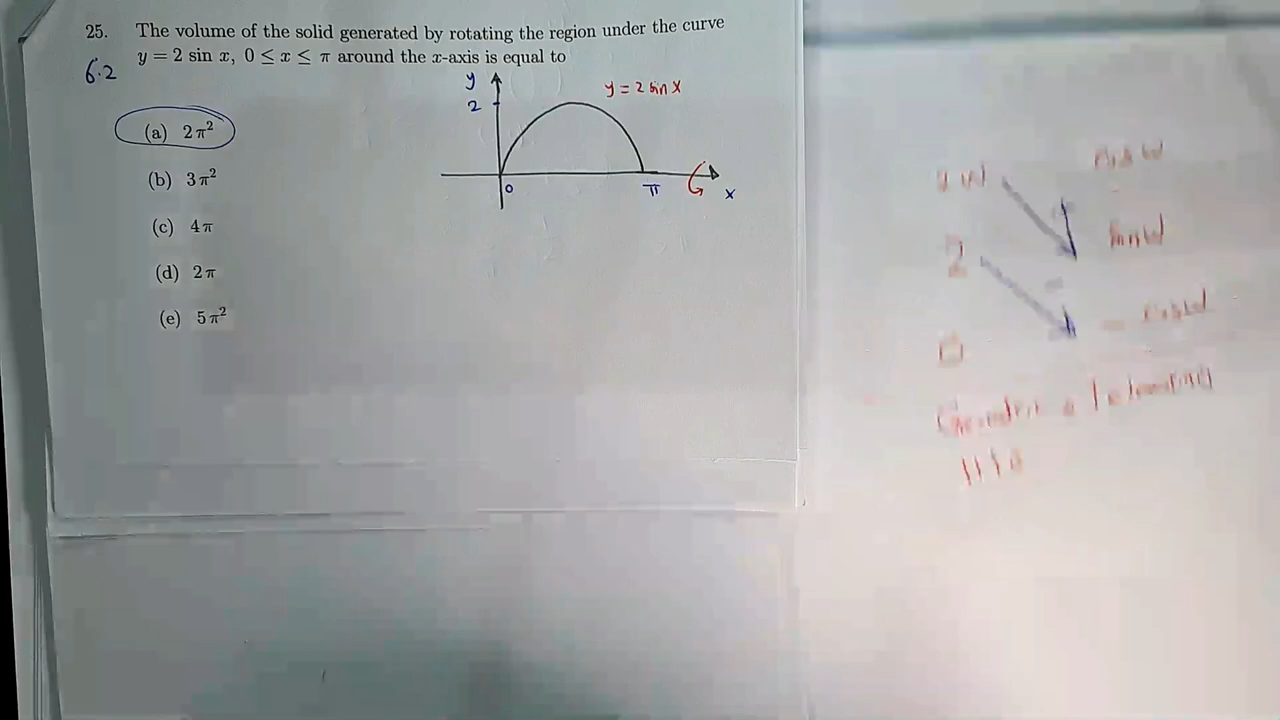 25. The volume of the solid generated by rotating the region under the curve
y = 2 sin x, 0 ≤ x ≤ π around the x-axis is equal to
6.2
y
2
y = 2 sin x
0
π
x
(a) 2π²
(b) 3π²
(c) 4π
(d) 2π
(e) 5π²
2